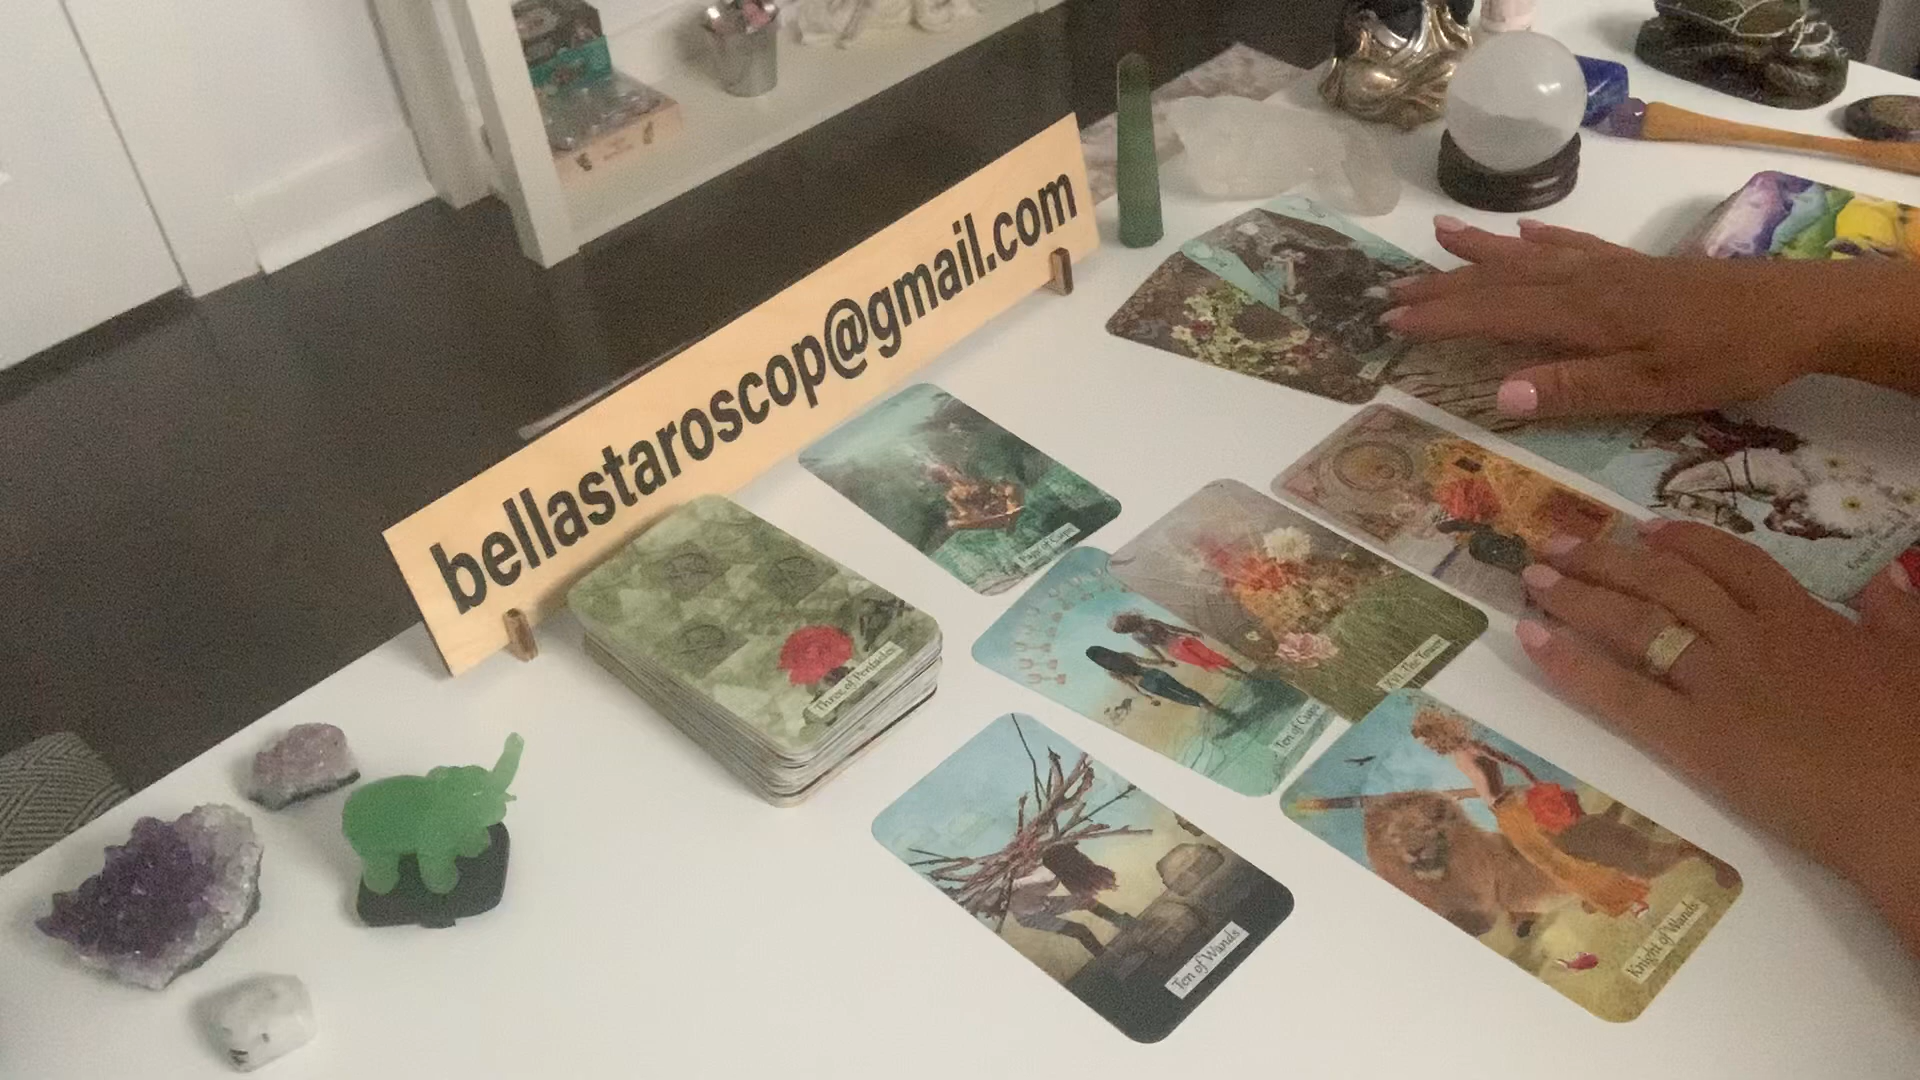 bellastaroscop@gmail.com
Page of Cups
Three of Pentacles
XVI. The Tower
Ten of Cups
Ten of Wands
Knight of Wands